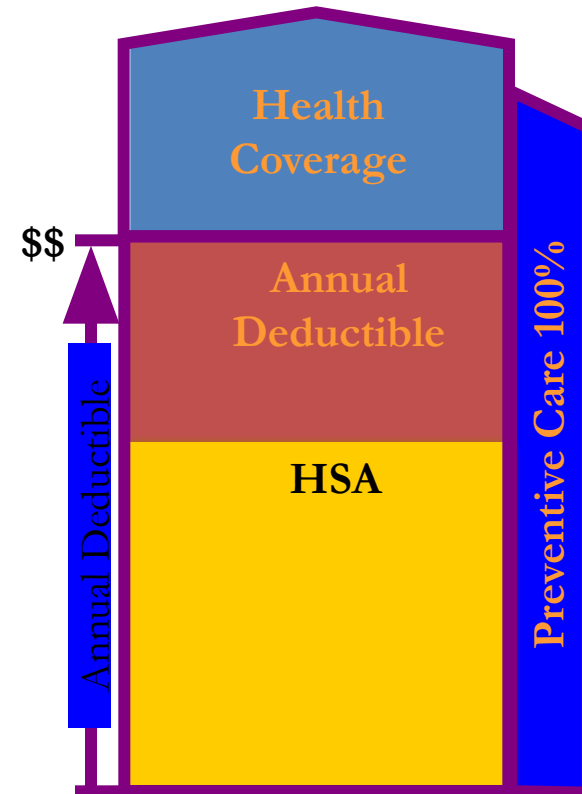 Health
Coverage
$$
Annual
Deductible
Annual Deductible
HSA
Preventive Care 100%